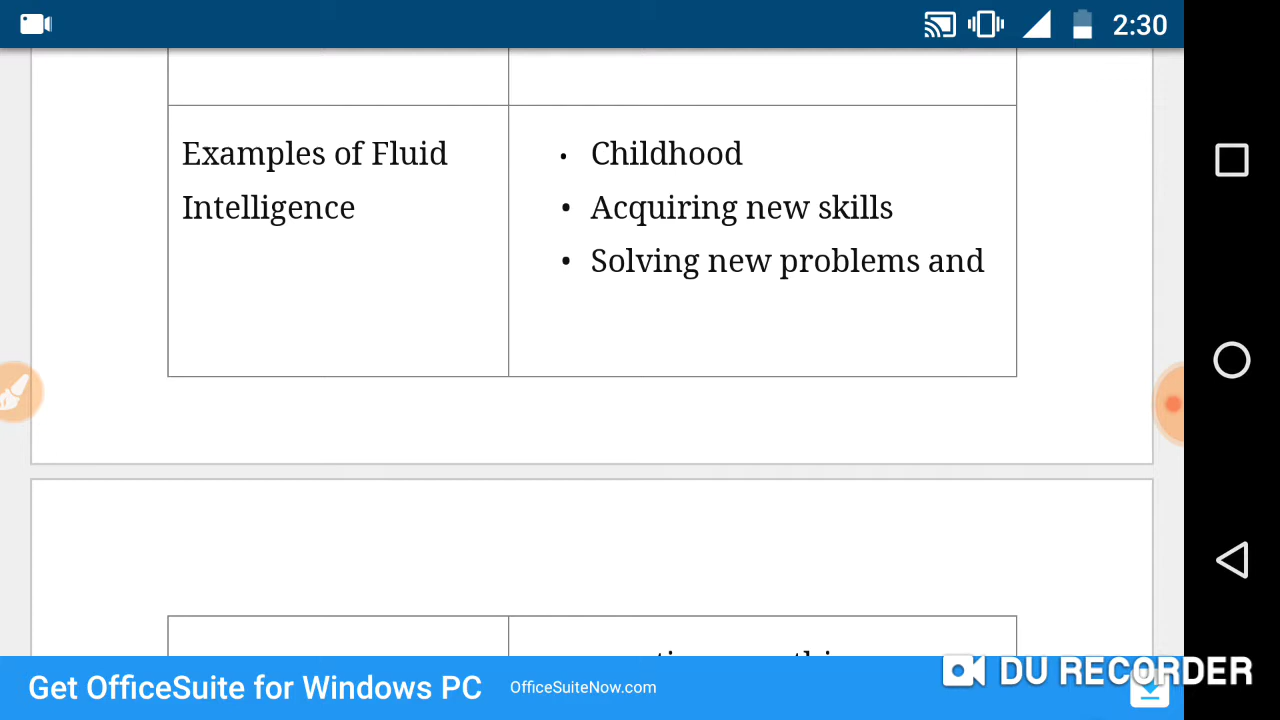 2:30
Examples of Fluid
Intelligence
• Childhood
• Acquiring new skills
• Solving new problems and
Get OfficeSuite for Windows PC
OfficeSuiteNow.com
DU RECORDER